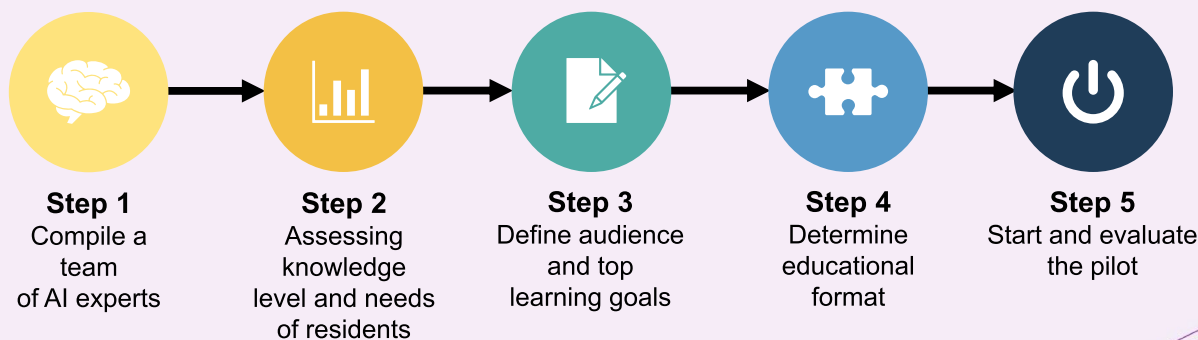 Step 1
Compile a
team
of AI experts
Step 2
Assessing
knowledge
level and needs
of residents
Step 3
Define audience
and top
learning goals
Step 4
Determine
educational
format
Step 5
Start and evaluate
the pilot